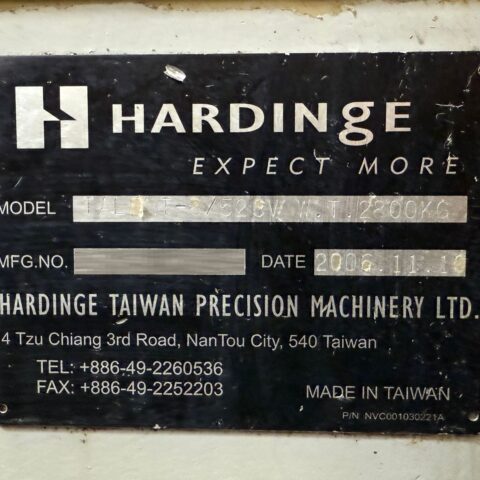 HARDINgE
EXPECT MORE
MODEL W.T.2800KG
MFG.NO. DATE 2006.11.10
HARDINGE TAIWAN PRECISION MACHINERY LTD.
4 Tzu Chiang 3rd Road, NanTou City, 540 Taiwan
TEL: +886-49-2260536
FAX: +886-49-2252203
MADE IN TAIWAN
P/N NVC001030221A